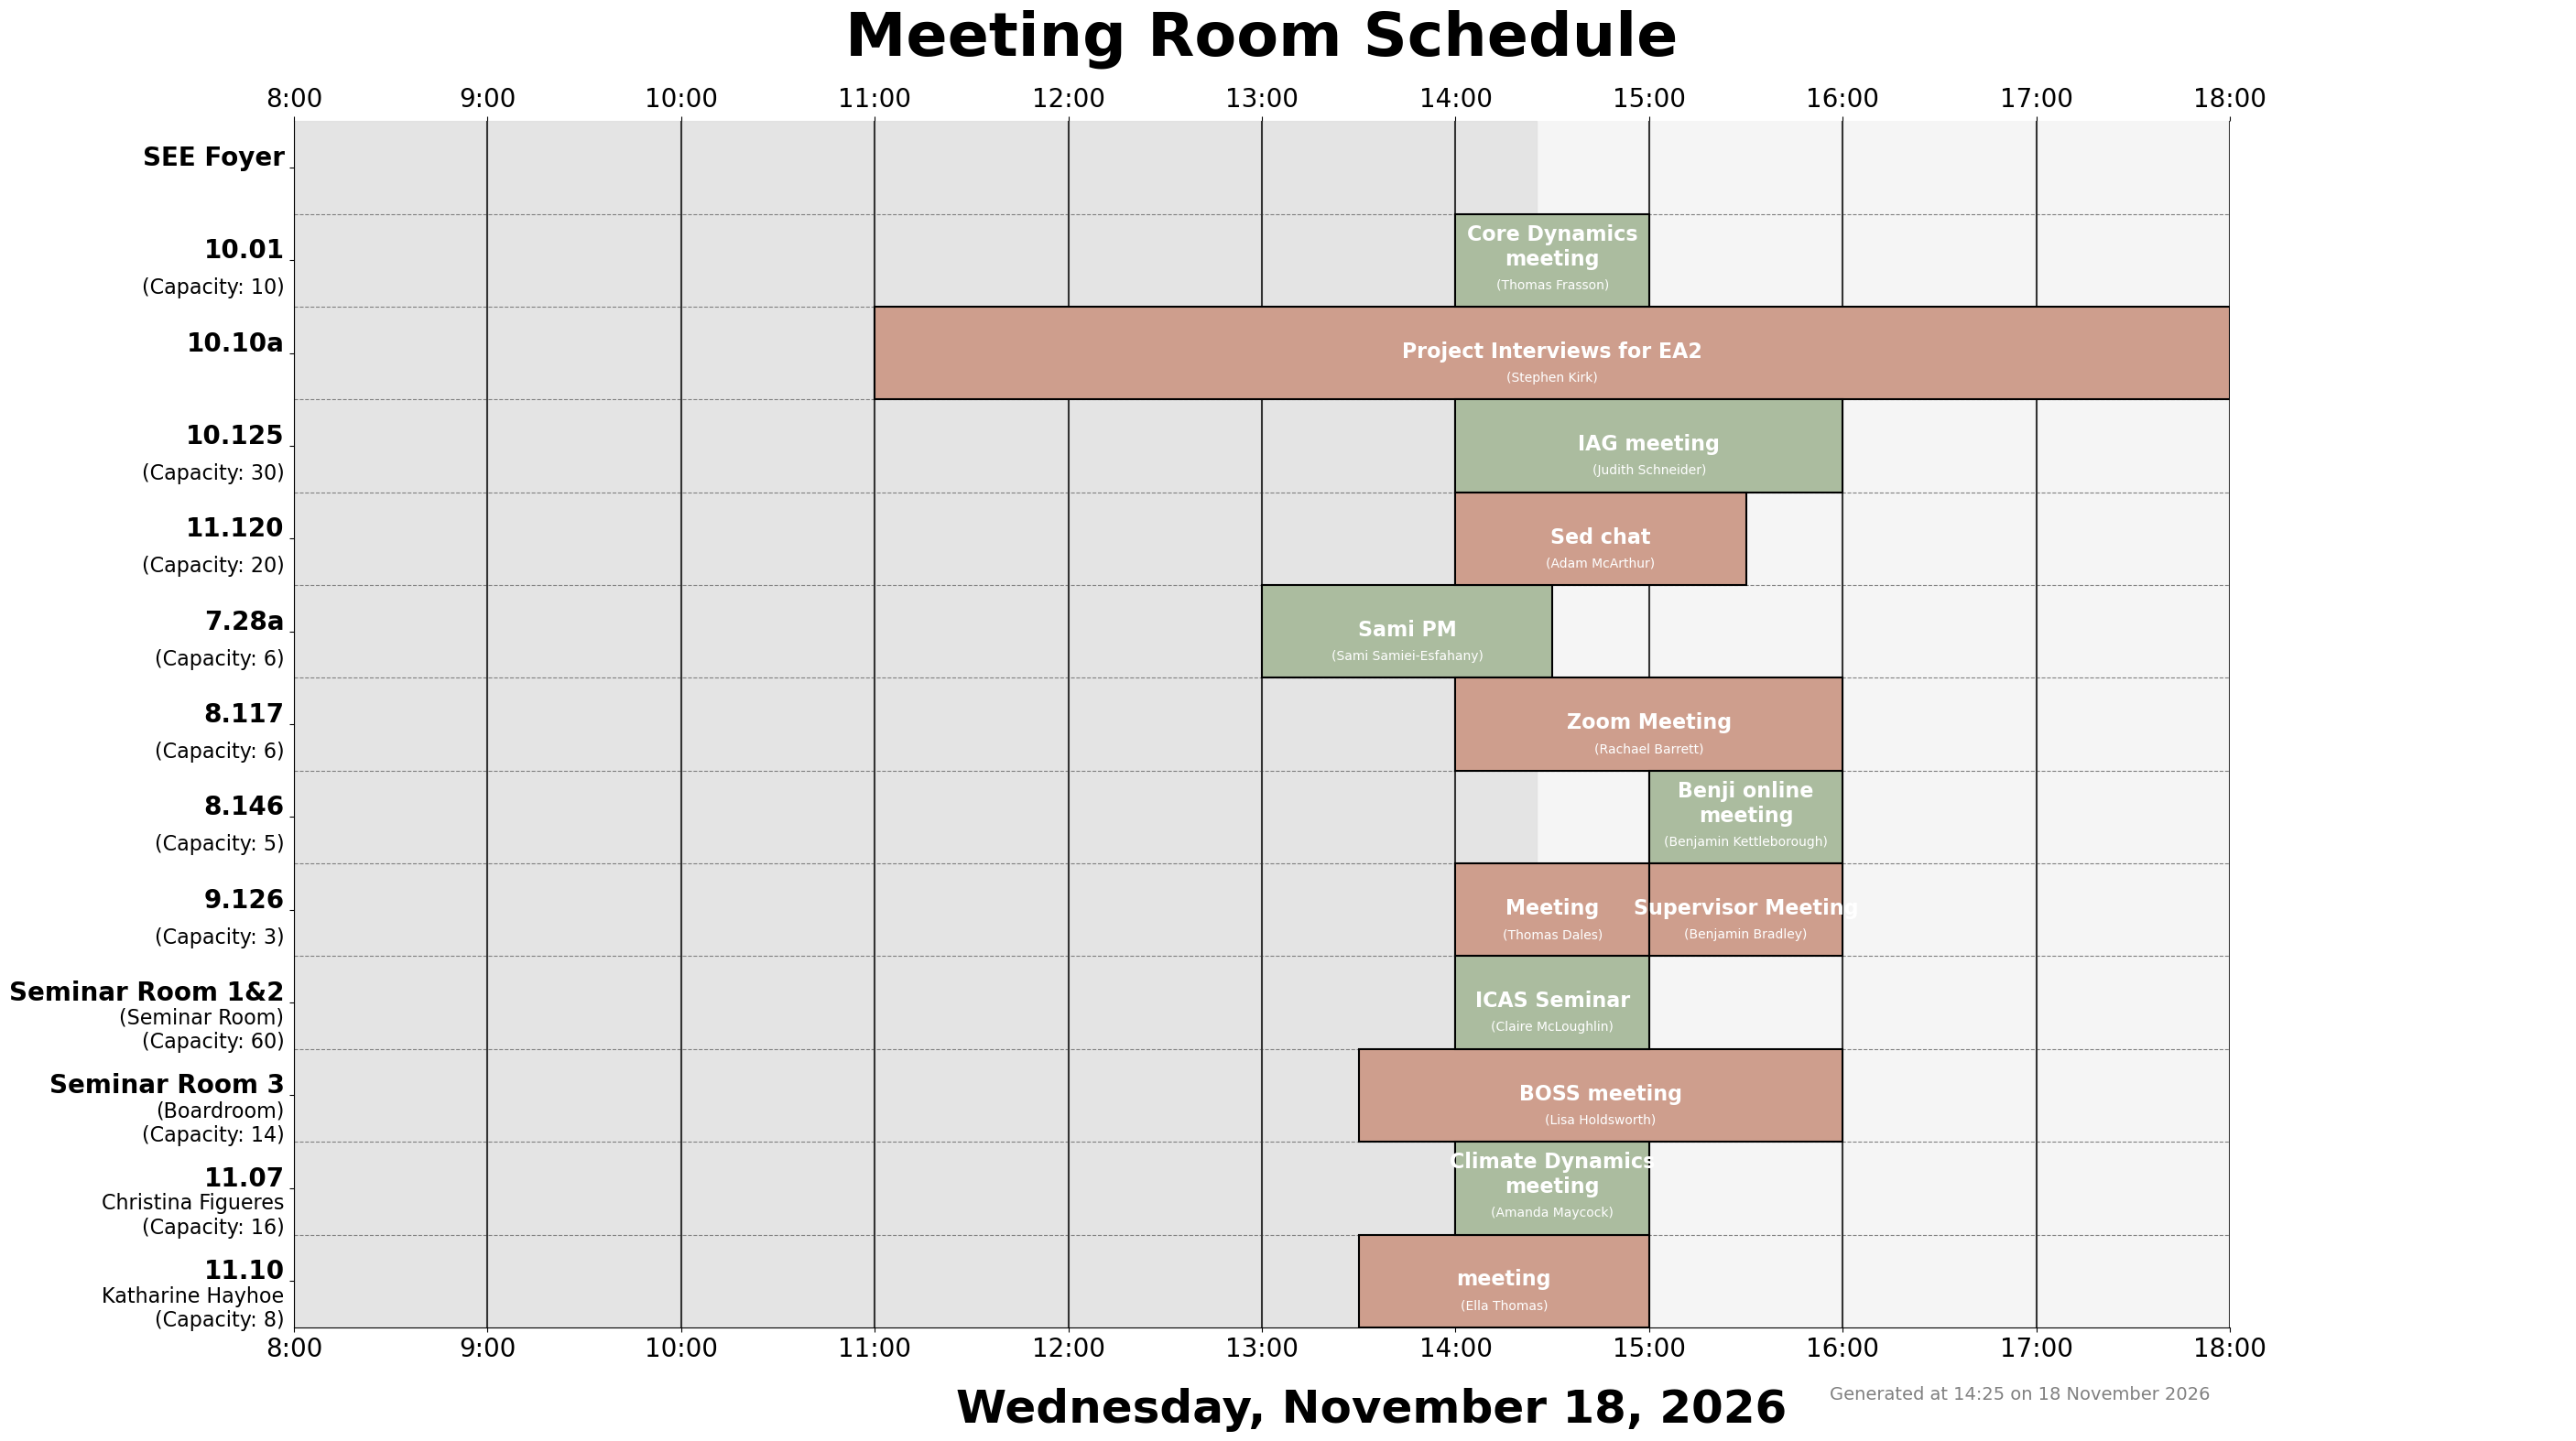 Meeting Room Schedule
8:00 9:00 10:00 11:00 12:00 13:00 14:00 15:00 16:00 17:00 18:00
SEE Foyer
10.01
(Capacity: 10)
Core Dynamics
meeting
(Thomas Frasson)
10.10a
Project Interviews for EA2
(Stephen Kirk)
10.125
(Capacity: 30)
IAG meeting
(Judith Schneider)
11.120
(Capacity: 20)
Sed chat
(Adam McArthur)
7.28a
(Capacity: 6)
Sami PM
(Sami Samiei-Esfahany)
8.117
(Capacity: 6)
Zoom Meeting
(Rachael Barrett)
8.146
(Capacity: 5)
Benji online
meeting
(Benjamin Kettleborough)
9.126
(Capacity: 3)
Meeting
(Thomas Dales)
Supervisor Meeting
(Benjamin Bradley)
Seminar Room 1&2
(Seminar Room)
(Capacity: 60)
ICAS Seminar
(Claire McLoughlin)
Seminar Room 3
(Boardroom)
(Capacity: 14)
BOSS meeting
(Lisa Holdsworth)
11.07
Christina Figueres
(Capacity: 16)
Climate Dynamics
meeting
(Amanda Maycock)
11.10
Katharine Hayhoe
(Capacity: 8)
meeting
(Ella Thomas)
8:00 9:00 10:00 11:00 12:00 13:00 14:00 15:00 16:00 17:00 18:00
Wednesday, November 18, 2026
Generated at 14:25 on 18 November 2026